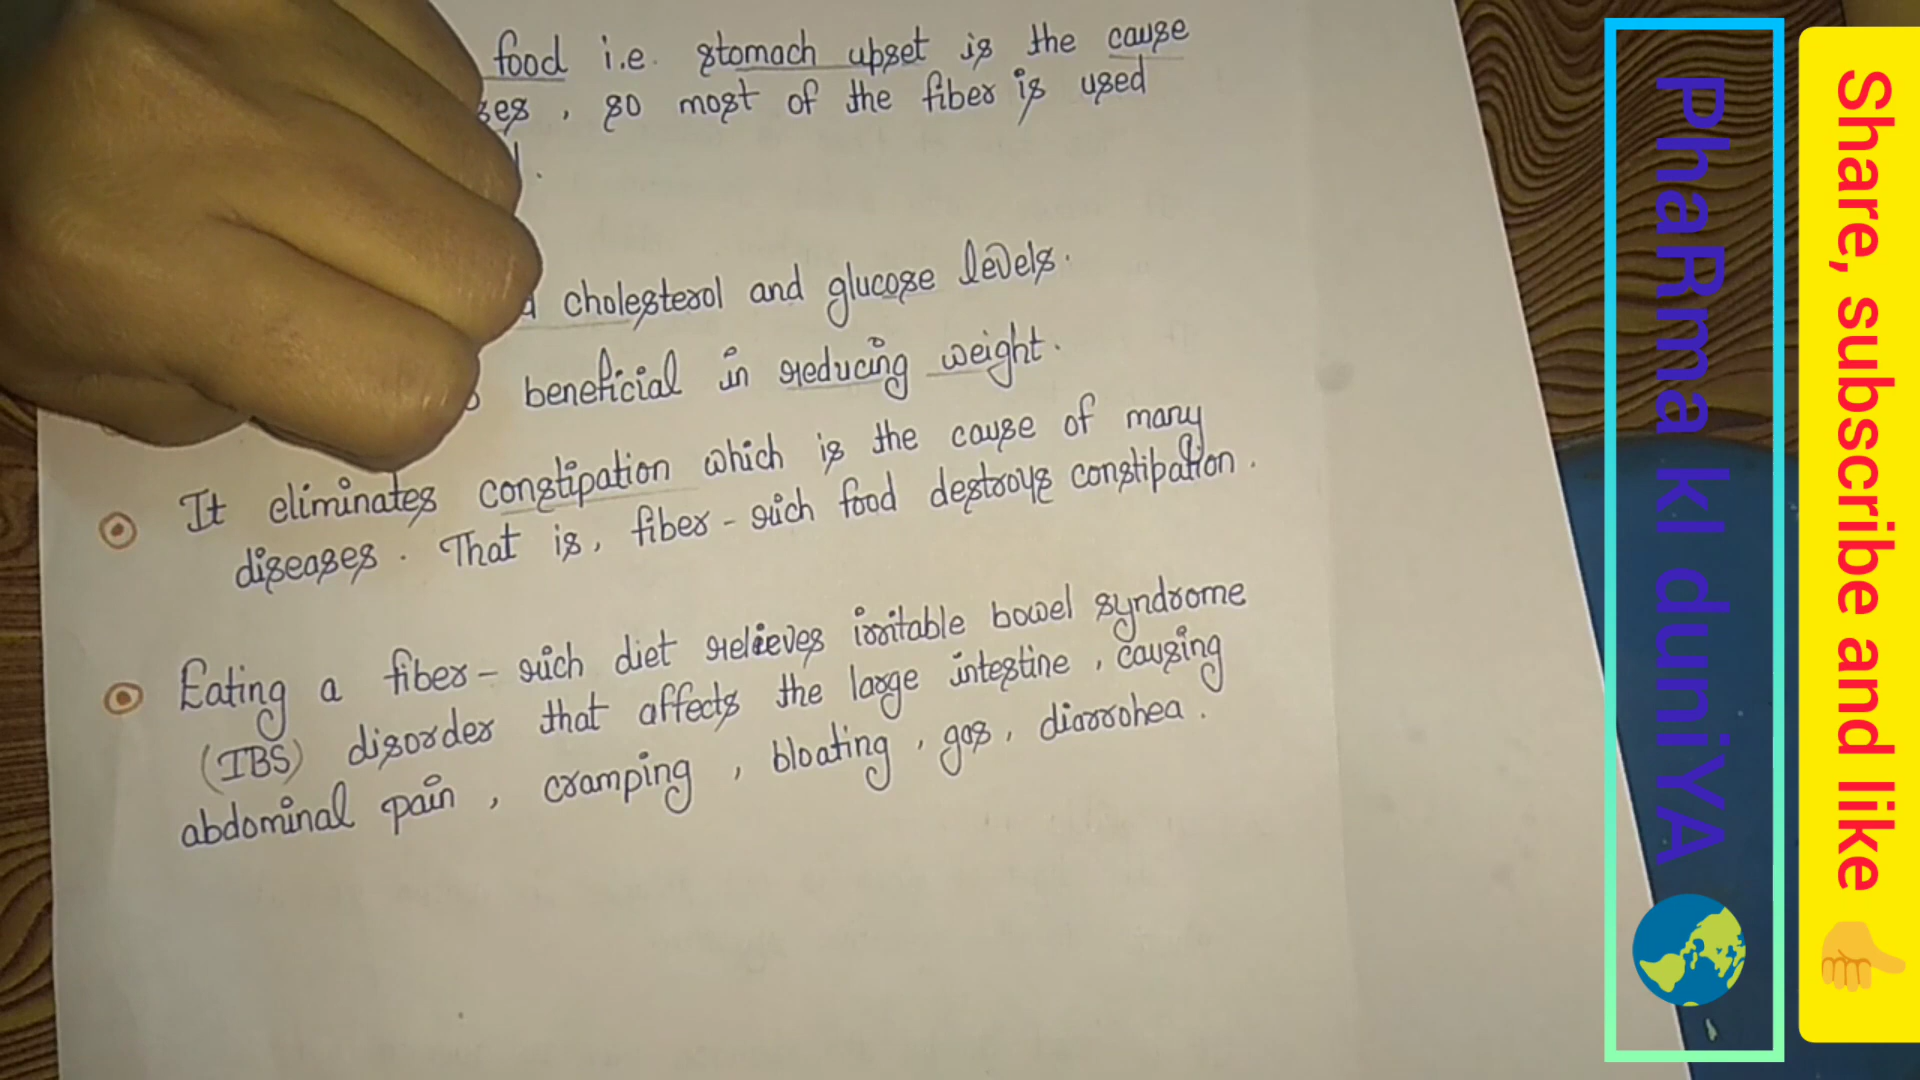 food i.e. stomach upset is the cause
, so most of the fiber is used
cholesterol and glucose levels.
beneficial in reducing weight.
It eliminates constipation which is the cause of many
diseases. That is, fiber-rich food destroys constipation.
Eating a fiber-rich diet relieves irritable bowel syndrome
(IBS) disorder that affects the large intestine, causing
abdominal pain, cramping, bloating, gas, diarrohea.
PhaRma kI duniYA
Share, subscribe and like